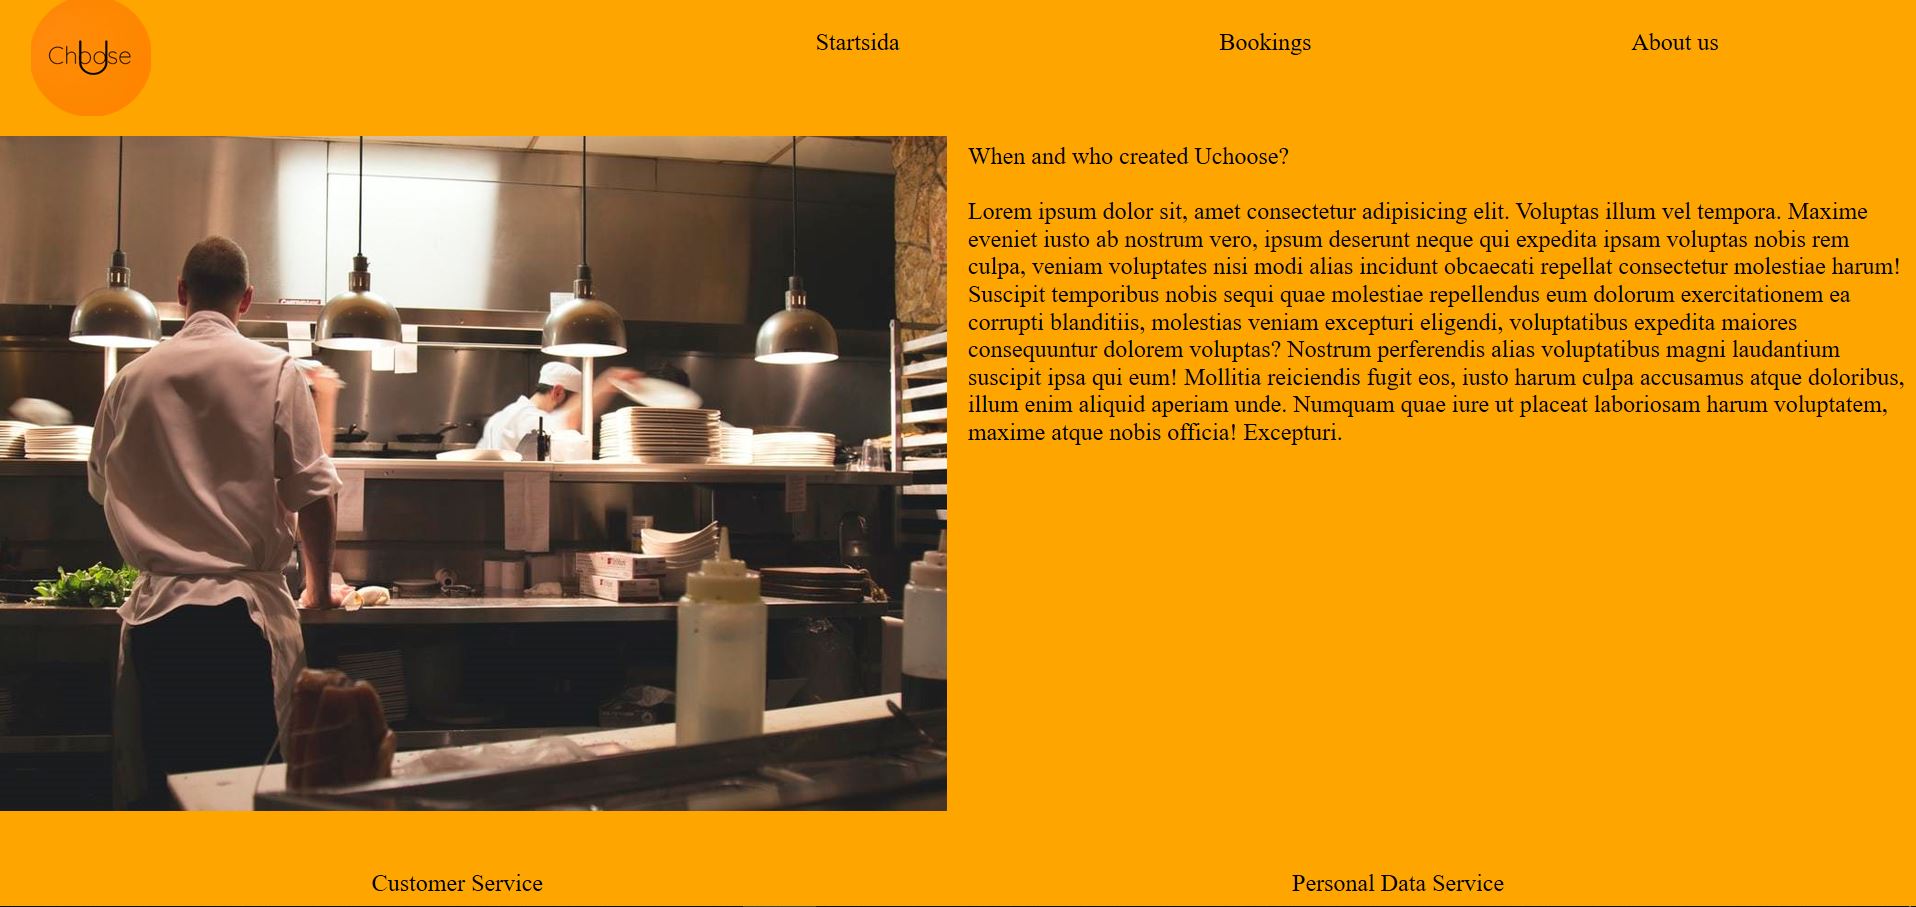 Choose
Startsida
Bookings
About us
When and who created Uchoose?
Lorem ipsum dolor sit, amet consectetur adipisicing elit. Voluptas illum vel tempora. Maxime
eveniet iusto ab nostrum vero, ipsum deserunt neque qui expedita ipsam voluptas nobis rem
culpa, veniam voluptates nisi modi alias incidunt obcaecati repellat consectetur molestiae harum!
Suscipit temporibus nobis sequi quae molestiae repellendus eum dolorum exercitationem ea
corrupti blanditiis, molestias veniam excepturi eligendi, voluptatibus expedita maiores
consequuntur dolorem voluptas? Nostrum perferendis alias voluptatibus magni laudantium
suscipit ipsa qui eum! Mollitia reiciendis fugit eos, iusto harum culpa accusamus atque doloribus,
illum enim aliquid aperiam unde. Numquam quae iure ut placeat laboriosam harum voluptatem,
maxime atque nobis officia! Excepturi.
Customer Service
Personal Data Service